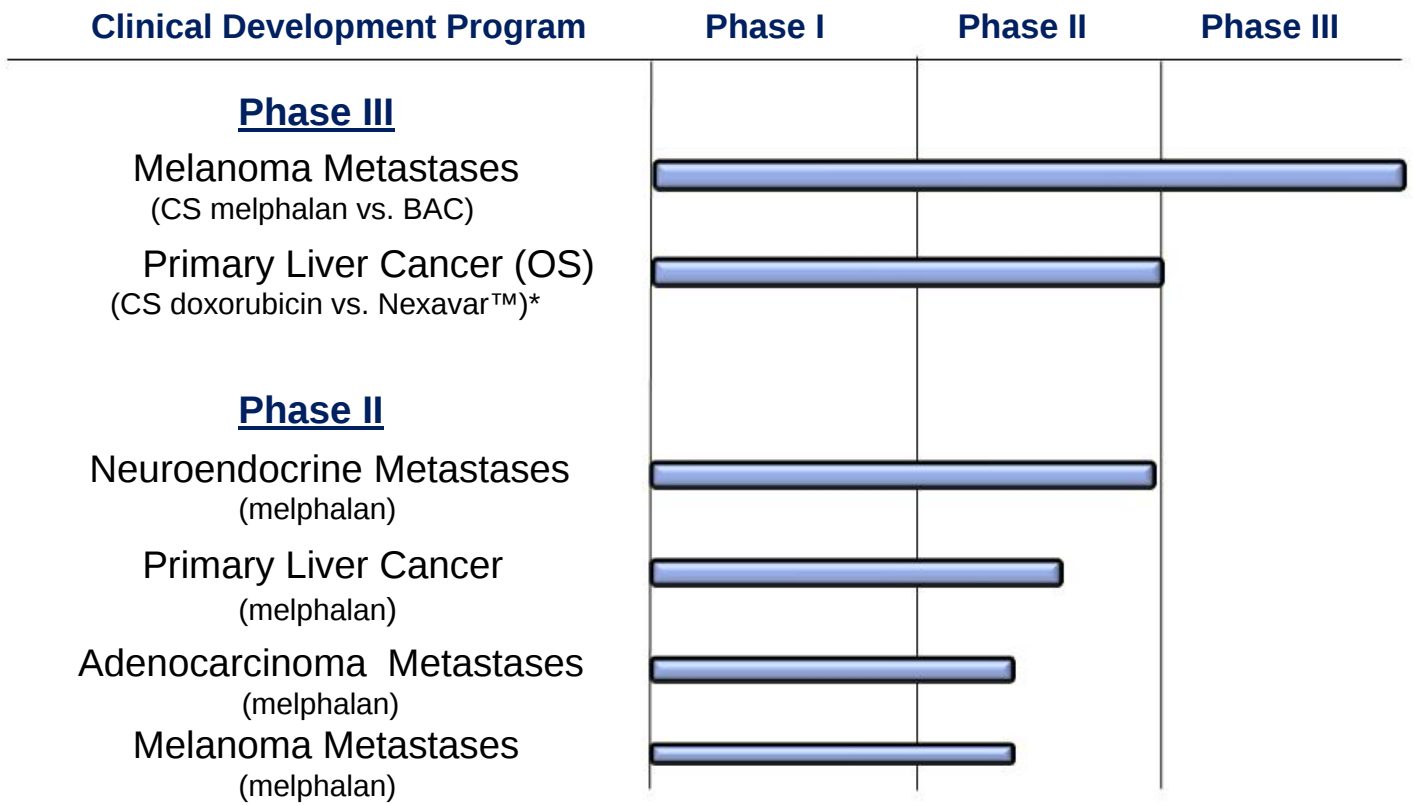 Clinical Development Program Phase I Phase II Phase III
Phase III
Melanoma Metastases
(CS melphalan vs. BAC)
Primary Liver Cancer (OS)
(CS doxorubicin vs. Nexavar™)*
Phase II
Neuroendocrine Metastases
(melphalan)
Primary Liver Cancer
(melphalan)
Adenocarcinoma  Metastases
(melphalan)
Melanoma Metastases
(melphalan)